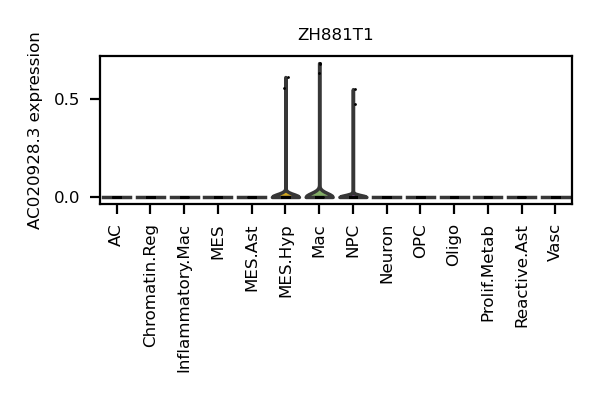 ZH881T1
AC020928.3 expression
0.5
0.0
AC
Chromatin.Reg
Inflammatory.Mac
MES
MES.Ast
MES.Hyp
Mac
NPC
Neuron
OPC
Oligo
Prolif.Metab
Reactive.Ast
Vasc